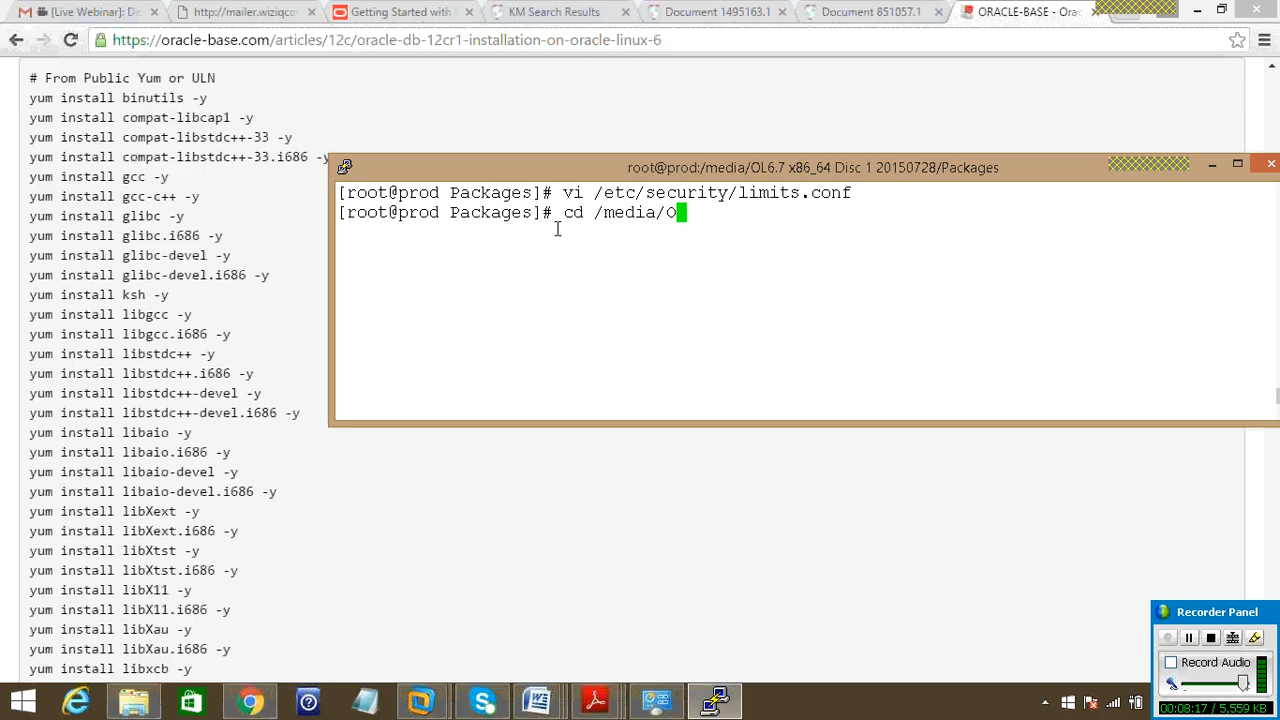 [Live Webinar]: Di:
http://mailer.wiziqco
Getting Started with
KM Search Results
Document 1495163.1
Document 851057.1
ORACLE-BASE - Ora
https://oracle-base.com/articles/12c/oracle-db-12cr1-installation-on-oracle-linux-6
# From Public Yum or ULN
yum install binutils -y
yum install compat-libcap1 -y
yum install compat-libstdc++-33 -y
yum install compat-libstdc++-33.i686 -y
yum install gcc -y
yum install gcc-c++ -y
yum install glibc -y
yum install glibc.i686 -y
yum install glibc-devel -y
yum install glibc-devel.i686 -y
yum install ksh -y
yum install libgcc -y
yum install libgcc.i686 -y
yum install libstdc++ -y
yum install libstdc++.i686 -y
yum install libstdc++-devel -y
yum install libstdc++-devel.i686 -y
yum install libaio -y
yum install libaio.i686 -y
yum install libaio-devel -y
yum install libaio-devel.i686 -y
yum install libXext -y
yum install libXext.i686 -y
yum install libXtst -y
yum install libXtst.i686 -y
yum install libX11 -y
yum install libX11.i686 -y
yum install libXau -y
yum install libXau.i686 -y
yum install libxcb -y
root@prod:/media/OL6.7 x86_64 Disc 1 20150728/Packages
[root@prod Packages]# vi /etc/security/limits.conf
[root@prod Packages]# cd /media/O
Recorder Panel
Record Audio
00:08:17 / 5,559 KB